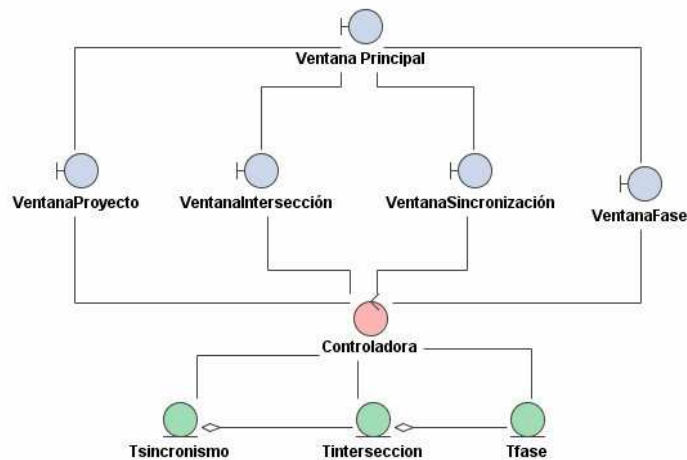 Ventana Principal
VentanaProyecto
VentanaIntersección
VentanaSincronización
VentanaFase
Controladora
Tsincronismo
Tinterseccion
Tfase